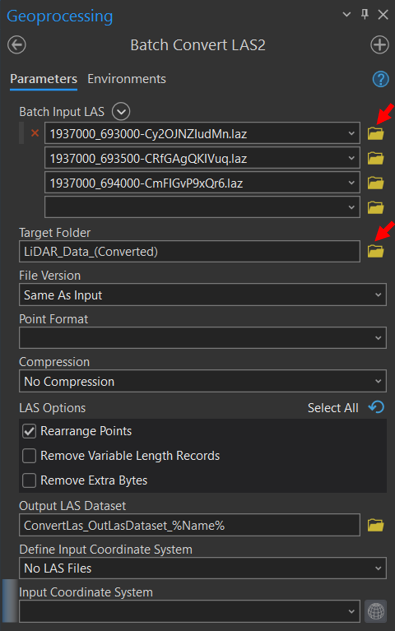 Geoprocessing
Batch Convert LAS2
Parameters Environments
Batch Input LAS
1937000_693000-Cy2OJNZIudMn.laz
1937000_693500-CRfGAgQKIVuq.laz
1937000_694000-CmFIGvP9xQr6.laz
Target Folder
LiDAR_Data_(Converted)
File Version
Same As Input
Point Format
Compression
No Compression
LAS Options Select All
Rearrange Points
Remove Variable Length Records
Remove Extra Bytes
Output LAS Dataset
ConvertLas_OutLasDataset_%Name%
Define Input Coordinate System
No LAS Files
Input Coordinate System